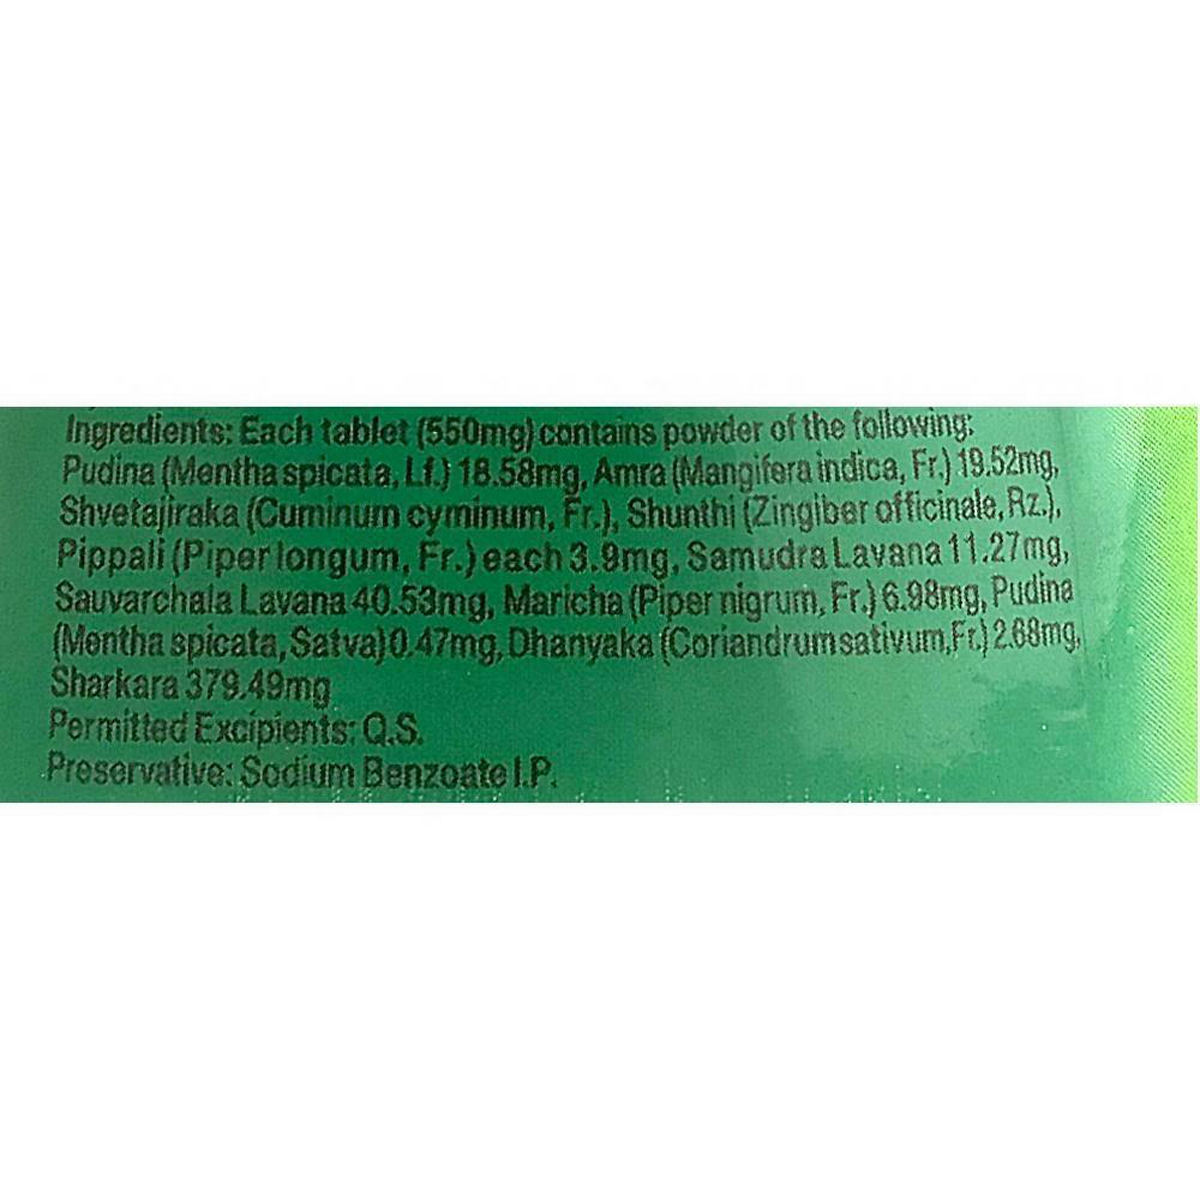 Ingredients: Each tablet (550mg) contains powder of the following:
Pudina (Mentha spicata, Lf.) 18.58mg, Amra (Mangifera indica, Fr.) 19.52mg,
Shvetajiraka (Cuminum cyminum, Fr.), Shunthi (Zingiber officinale, Rz.),
Pippali (Piper longum, Fr.) each 3.9mg, Samudra Lavana 11.27mg,
Sauvarchala Lavana 40.53mg, Maricha (Piper nigrum, Fr.) 6.98mg, Pudina
(Mentha spicata, Satva) 0.47mg, Dhanyaka (Coriandrum sativum, Fr.) 2.68mg,
Sharkara 379.49mg
Permitted Excipients: Q.S.
Preservative: Sodium Benzoate I.P.